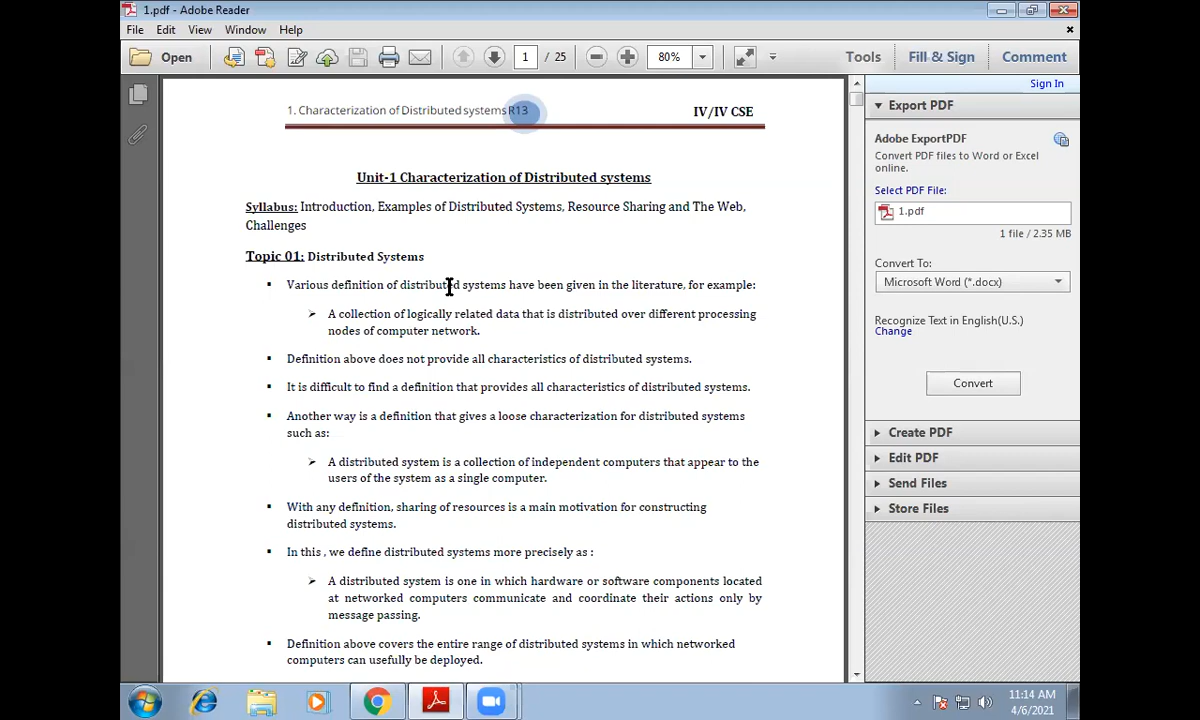 1.pdf - Adobe Reader
File Edit View Window Help
Open 1 / 25 80% Tools Fill & Sign Comment
Sign In
1. Characterization of Distributed systems R13 IV/IV CSE
Unit-1 Characterization of Distributed systems
Syllabus: Introduction, Examples of Distributed Systems, Resource Sharing and The Web,
Challenges
Topic 01: Distributed Systems
▪ Various definition of distributed systems have been given in the literature, for example:
➢ A collection of logically related data that is distributed over different processing
nodes of computer network.
▪ Definition above does not provide all characteristics of distributed systems.
▪ It is difficult to find a definition that provides all characteristics of distributed systems.
▪ Another way is a definition that gives a loose characterization for distributed systems
such as:
➢ A distributed system is a collection of independent computers that appear to the
users of the system as a single computer.
▪ With any definition, sharing of resources is a main motivation for constructing
distributed systems.
▪ In this , we define distributed systems more precisely as :
➢ A distributed system is one in which hardware or software components located
at networked computers communicate and coordinate their actions only by
message passing.
▪ Definition above covers the entire range of distributed systems in which networked
computers can usefully be deployed.
Export PDF
Adobe ExportPDF
Convert PDF files to Word or Excel
online.
Select PDF File:
1.pdf
1 file / 2.35 MB
Convert To:
Microsoft Word (*.docx)
Recognize Text in English(U.S.)
Change
Convert
Create PDF
Edit PDF
Send Files
Store Files
11:14 AM
4/6/2021